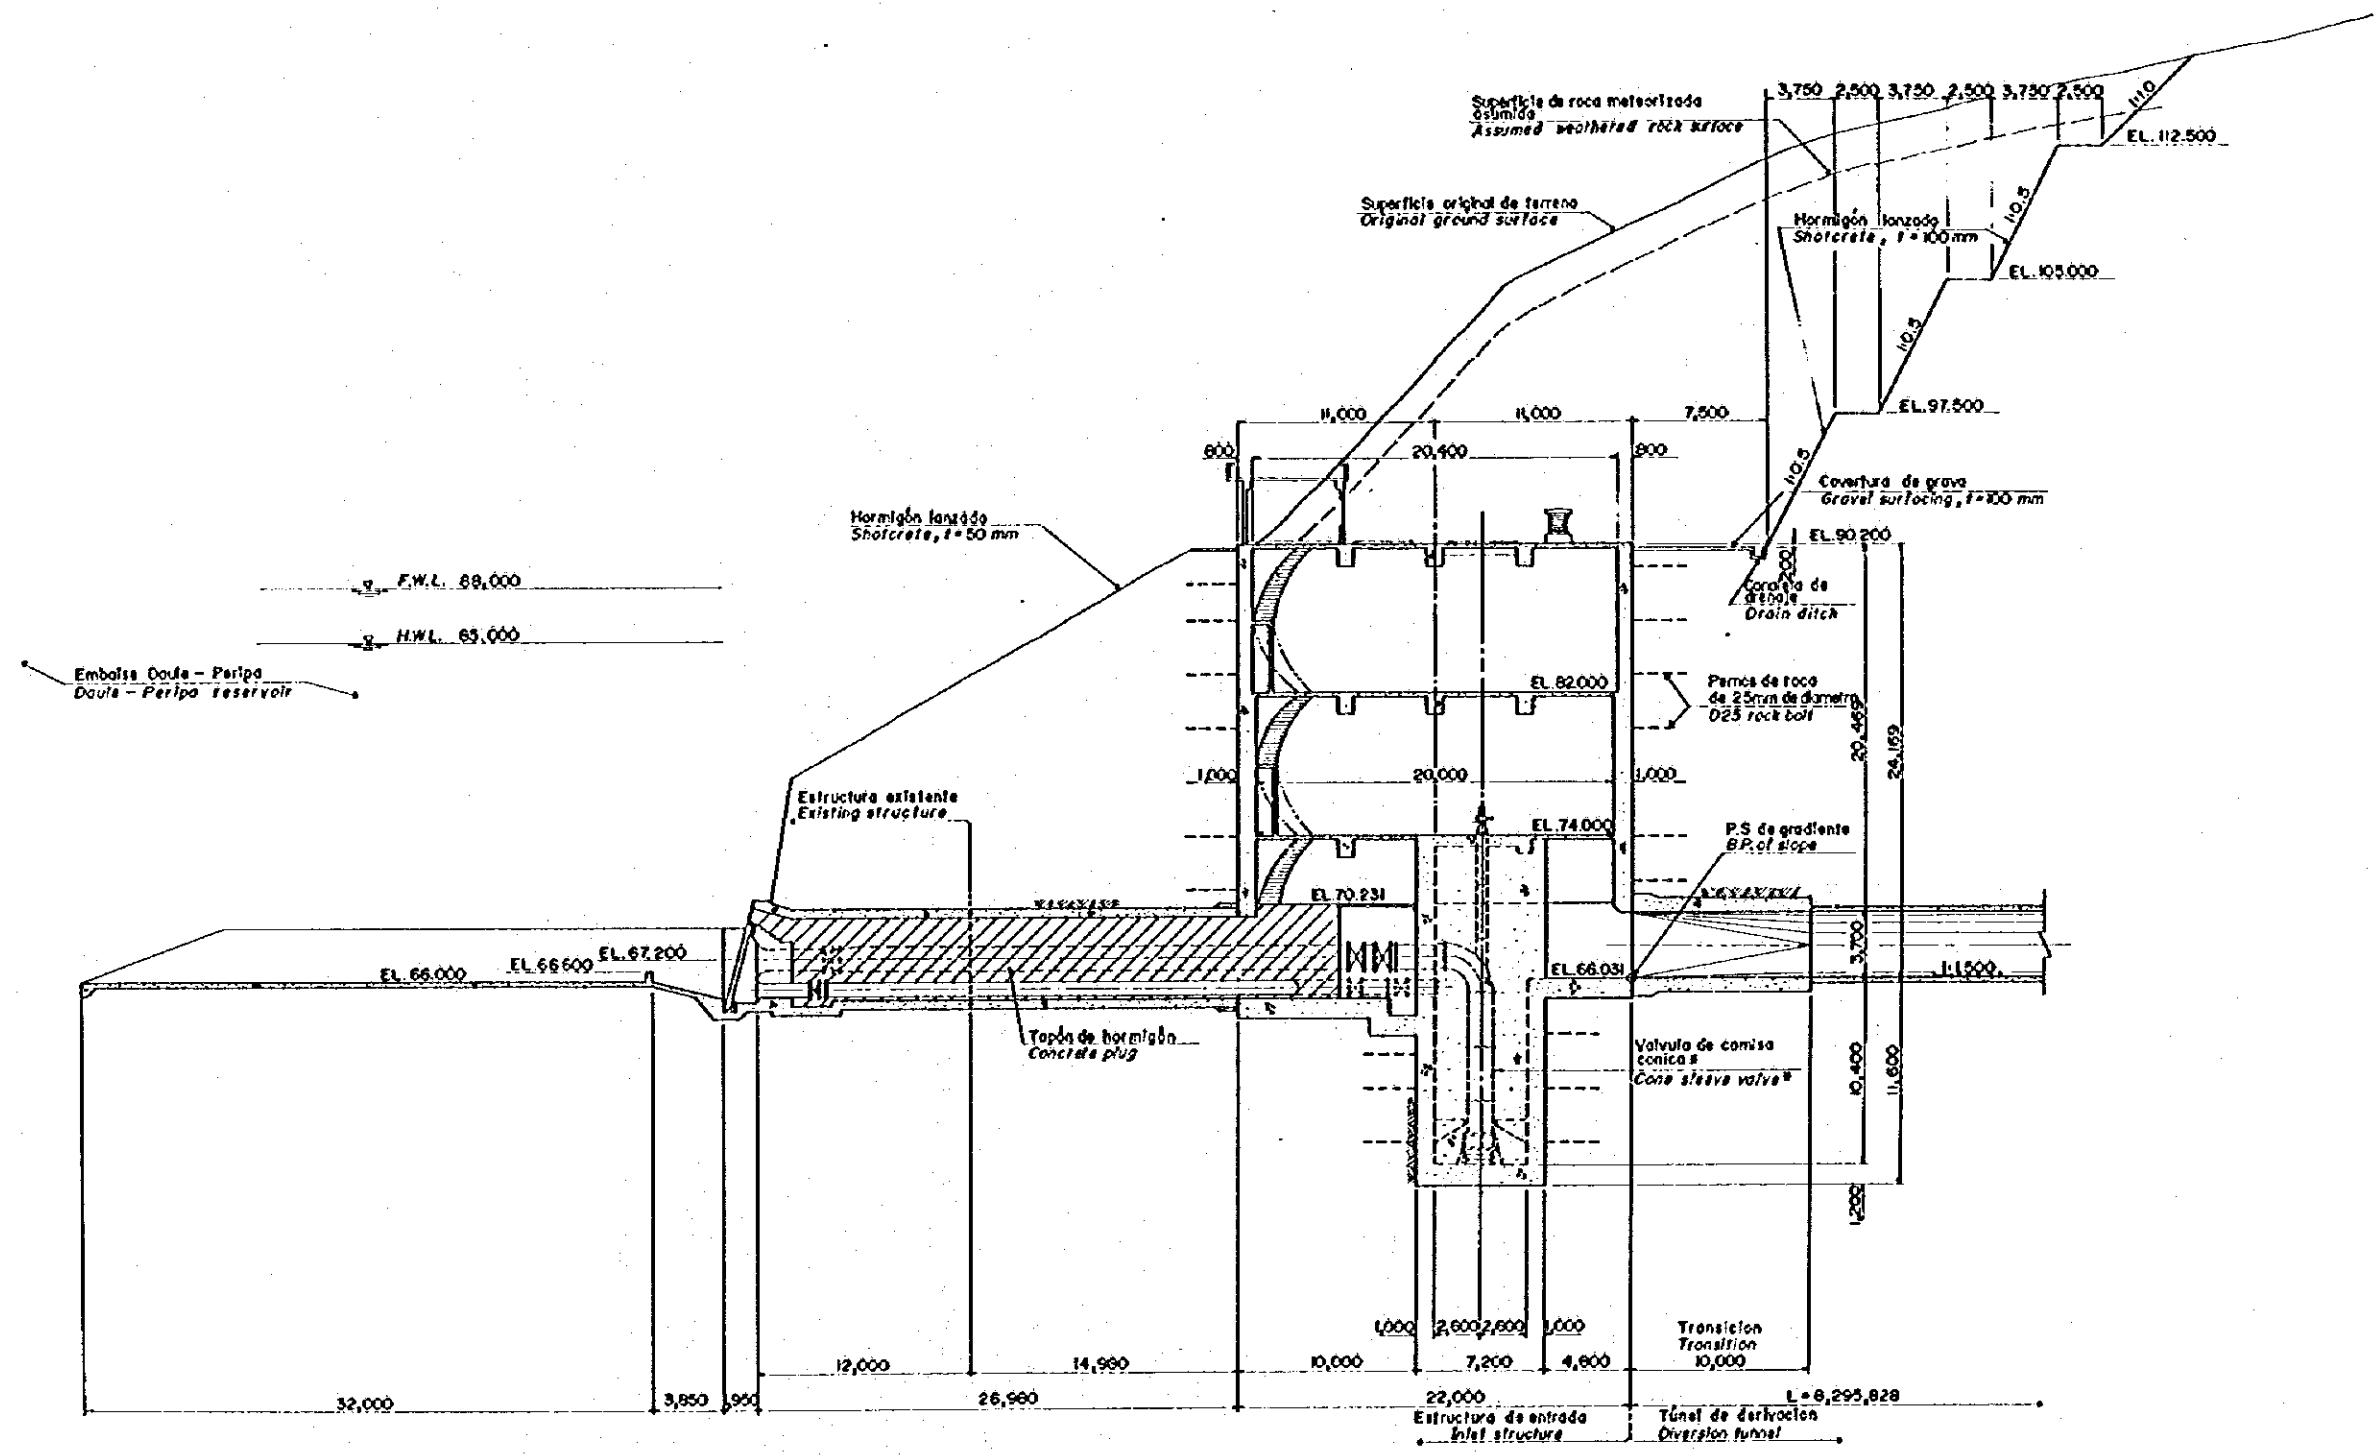 3,750 2,500 3,750 2,500 3,750 2,500
1:1.0
Superficie de roca meteorizada
asumida
Assumed weathered rock surface
EL.112.500
Superficie original de terreno
Original ground surface
1:0.5
Hormigón lanzado
Shotcrete, t=100 mm
EL.105.000
1:0.5
11,000 11,000 7,500
EL.97.500
800 20,400 800
1:0.5
Covertura de grava
Gravel surfacing, t=100 mm
Hormigón lanzado
Shotcrete, t=50 mm
EL.90.200
200
F.W.L. 88,000
Canaleta de
drenaje
Drain ditch
H.W.L. 85,000
Embalse Daule - Peripa
Daule - Peripa reservoir
EL.82.000
Pernos de roca
de 25mm de diametro
D25 rock bolt
20,469
24,169
1,000 20,000 1,000
Estructura existente
Existing structure
EL.74.000
P.S de gradiente
B.P. of slope
EL.70.231
EL.67.200
EL.66.600
EL.66.000
EL.66.031
3,700
1:1500
Tapón de hormigón
Concrete plug
Valvula de camisa
conica*
Cone sleeve valve*
10,400
11,600
1,200
1,000 2,600 2,600 1,000
Transicion
Transition
12,000 14,980 10,000 7,200 4,800 10,000
32,000 3,850 950 26,980 22,000 L=8,295,828
Estructura de entrada
Inlet structure
Túnel de derivacion
Diversion tunnel